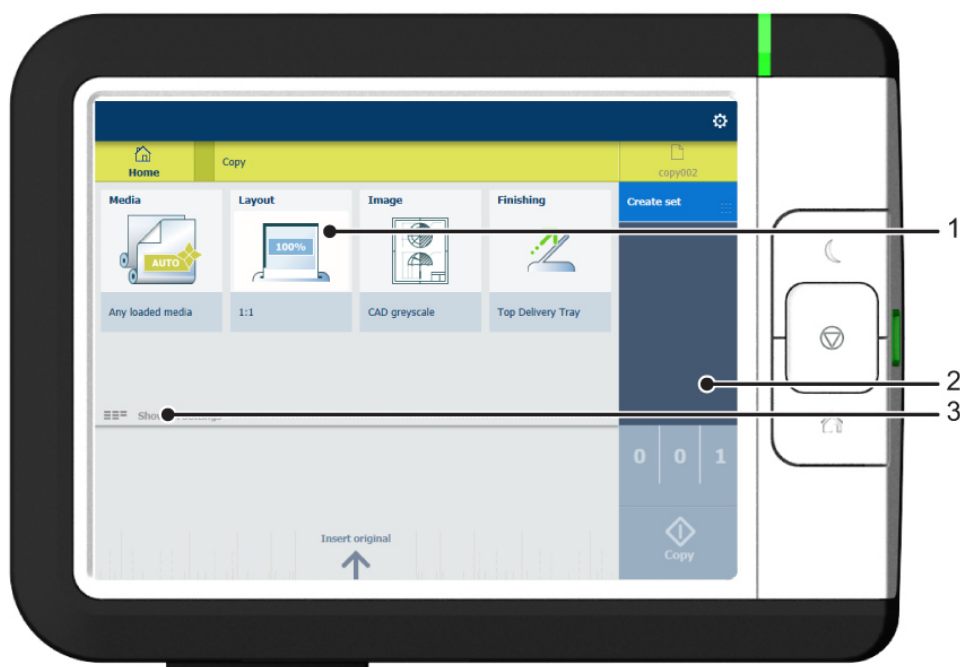 Home
Copy
copy002
Media
Layout
Image
Finishing
Create set
AUTO
100%
Any loaded media
1:1
CAD greyscale
Top Delivery Tray
1
2
3
0 0 1
Insert original
Copy